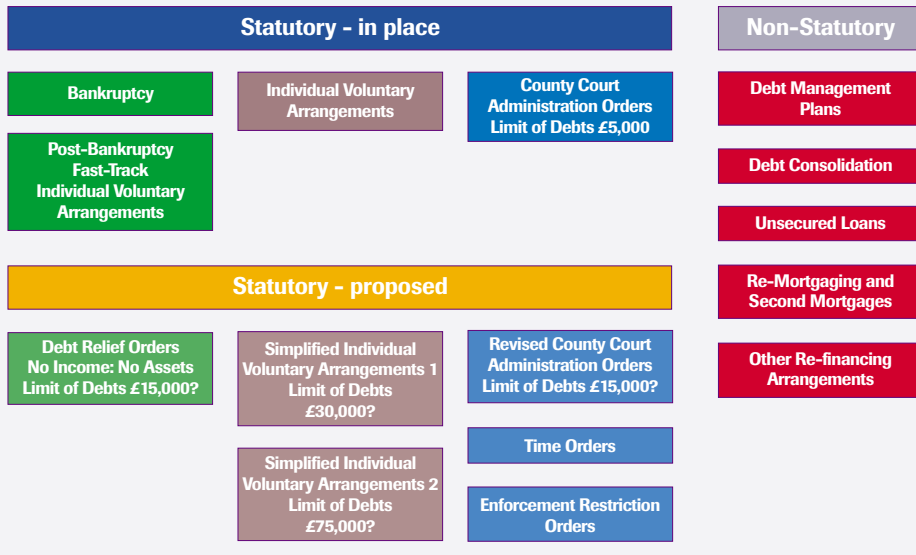 Statutory - in place
Bankruptcy
Post-Bankruptcy
Fast-Track
Individual Voluntary
Arrangements
Individual Voluntary
Arrangements
County Court
Administration Orders
Limit of Debts £5,000
Statutory - proposed
Debt Relief Orders
No Income: No Assets
Limit of Debts £15,000?
Simplified Individual
Voluntary Arrangements 1
Limit of Debts
£30,000?
Simplified Individual
Voluntary Arrangements 2
Limit of Debts
£75,000?
Revised County Court
Administration Orders
Limit of Debts £15,000?
Time Orders
Enforcement Restriction
Orders
Non-Statutory
Debt Management
Plans
Debt Consolidation
Unsecured Loans
Re-Mortgaging and
Second Mortgages
Other Re-financing
Arrangements